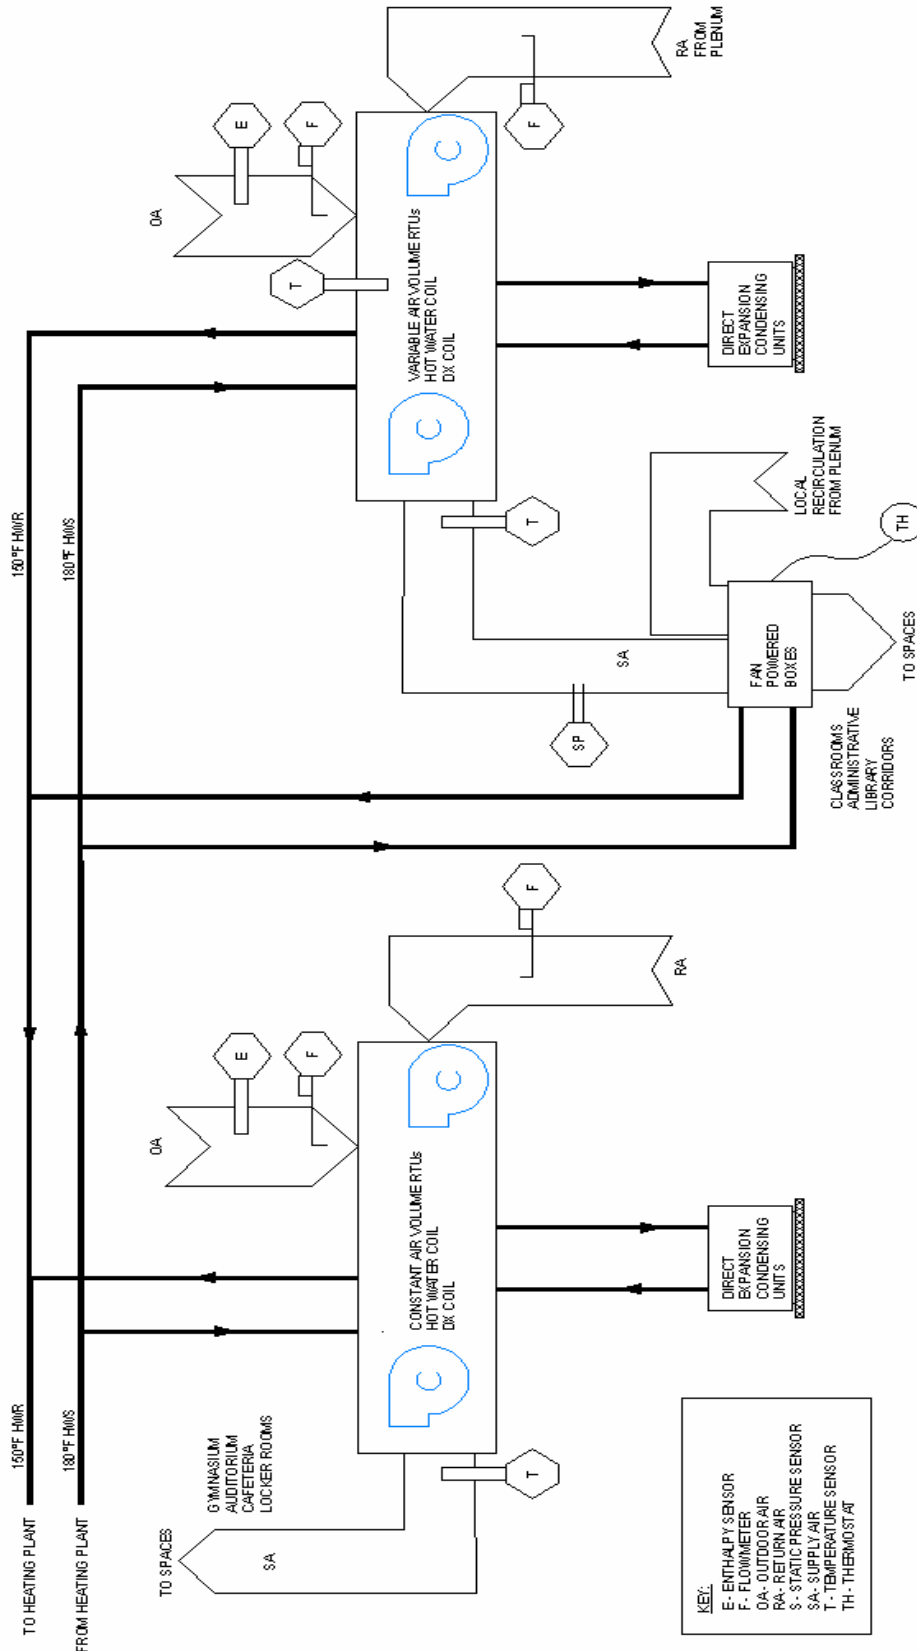 TO HEATING PLANT
150°F HWR
150°F HWR
FROM HEATING PLANT
180°F HWS
180°F HWS
TO SPACES
GYMNASIUM
AUDITORIUM
CAFETERIA
LOCKER ROOMS
SA
T
CONSTANT AIR VOLUME RTUs
HOT WATER COIL
DX COIL
C
C
OA
E
F
RA
F
DIRECT
EXPANSION
CONDENSING
UNITS
SP
SA
FAN
POWERED
BOXES
CLASSROOMS
ADMINISTRATIVE
LIBRARY
CORRIDORS
TO SPACES
TH
LOCAL
RECIRCULATION
FROM PLENUM
T
T
VARIABLE AIR VOLUME RTUs
HOT WATER COIL
DX COIL
C
C
OA
E
F
F
RA
FROM
PLENUM
DIRECT
EXPANSION
CONDENSING
UNITS
KEY:
E - ENTHALPY SENSOR
F - FLOWMETER
OA - OUTDOOR AIR
RA - RETURN AIR
S - STATIC PRESSURE SENSOR
SA - SUPPLY AIR
T - TEMPERATURE SENSOR
TH - THERMOSTAT